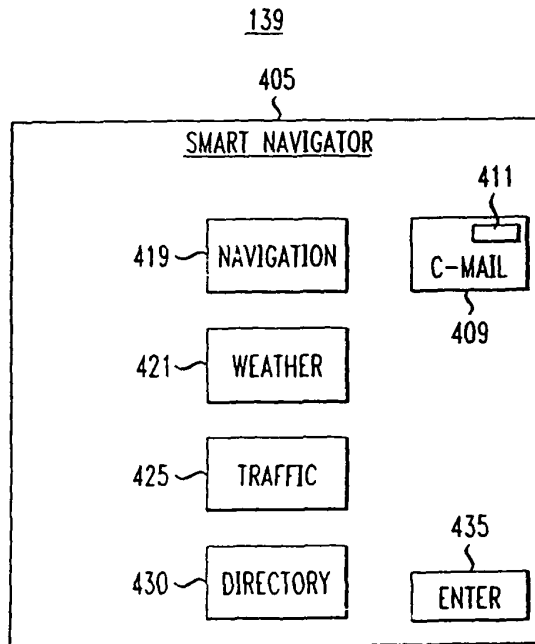 139
405
SMART NAVIGATOR
411
419 NAVIGATION
C-MAIL
409
421 WEATHER
425 TRAFFIC
435
430 DIRECTORY
ENTER